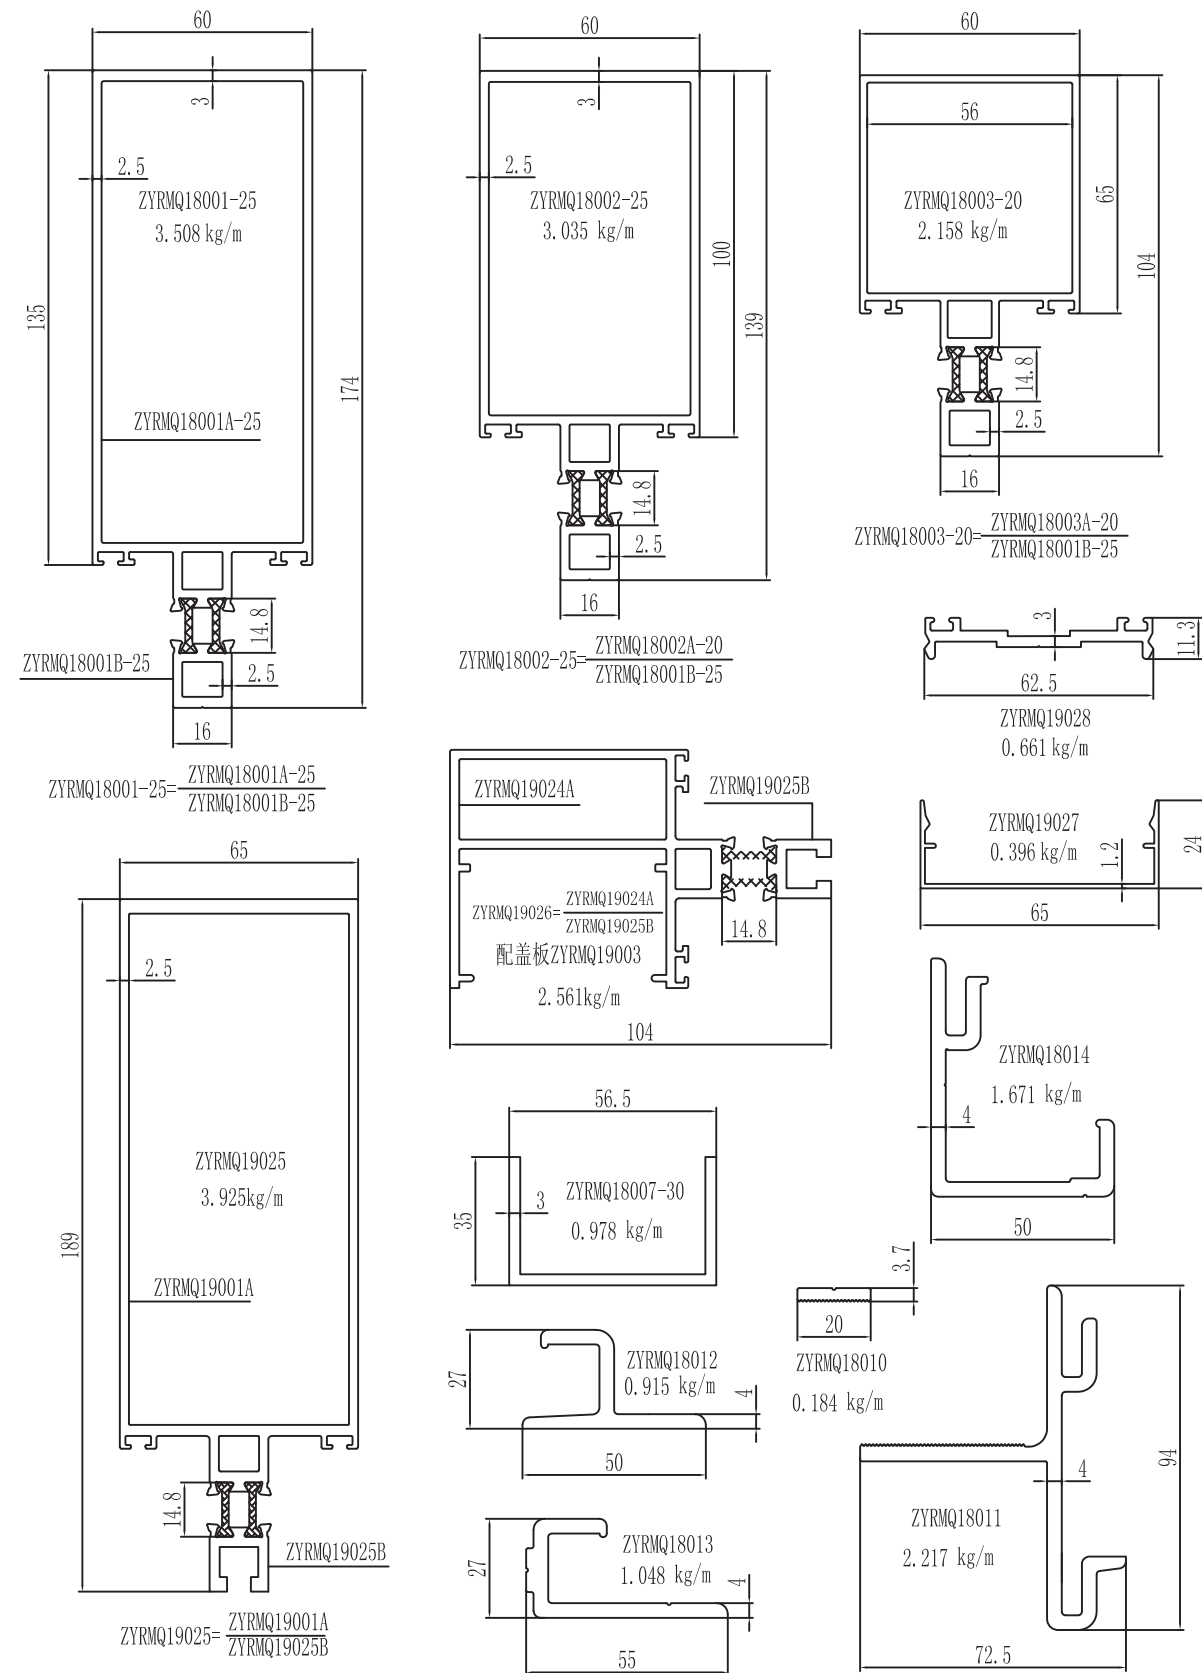 60
135
174
3
2.5
ZYRMQ18001-25
3.508 kg/m
ZYRMQ18001A-25
14.8
ZYRMQ18001B-25
2.5
16
ZYRMQ18001-25=
ZYRMQ18001A-25
ZYRMQ18001B-25
60
3
2.5
ZYRMQ18002-25
3.035 kg/m
100
139
14.8
2.5
16
ZYRMQ18002-25=
ZYRMQ18002A-20
ZYRMQ18001B-25
60
56
ZYRMQ18003-20
2.158 kg/m
65
104
14.8
2.5
16
ZYRMQ18003-20=
ZYRMQ18003A-20
ZYRMQ18001B-25
3
11.3
62.5
ZYRMQ19028
0.661 kg/m
ZYRMQ19024A
ZYRMQ19025B
ZYRMQ19026=
ZYRMQ19024A
ZYRMQ19025B
配盖板ZYRMQ19003
2.561kg/m
14.8
104
ZYRMQ19027
0.396 kg/m
1.2
24
65
65
2.5
189
ZYRMQ19025
3.925kg/m
ZYRMQ19001A
14.8
ZYRMQ19025B
ZYRMQ19025=
ZYRMQ19001A
ZYRMQ19025B
56.5
35
3
ZYRMQ18007-30
0.978 kg/m
ZYRMQ18014
1.671 kg/m
4
50
3.7
20
ZYRMQ18010
0.184 kg/m
27
ZYRMQ18012
0.915 kg/m
4
50
27
ZYRMQ18013
1.048 kg/m
4
55
4
94
ZYRMQ18011
2.217 kg/m
72.5